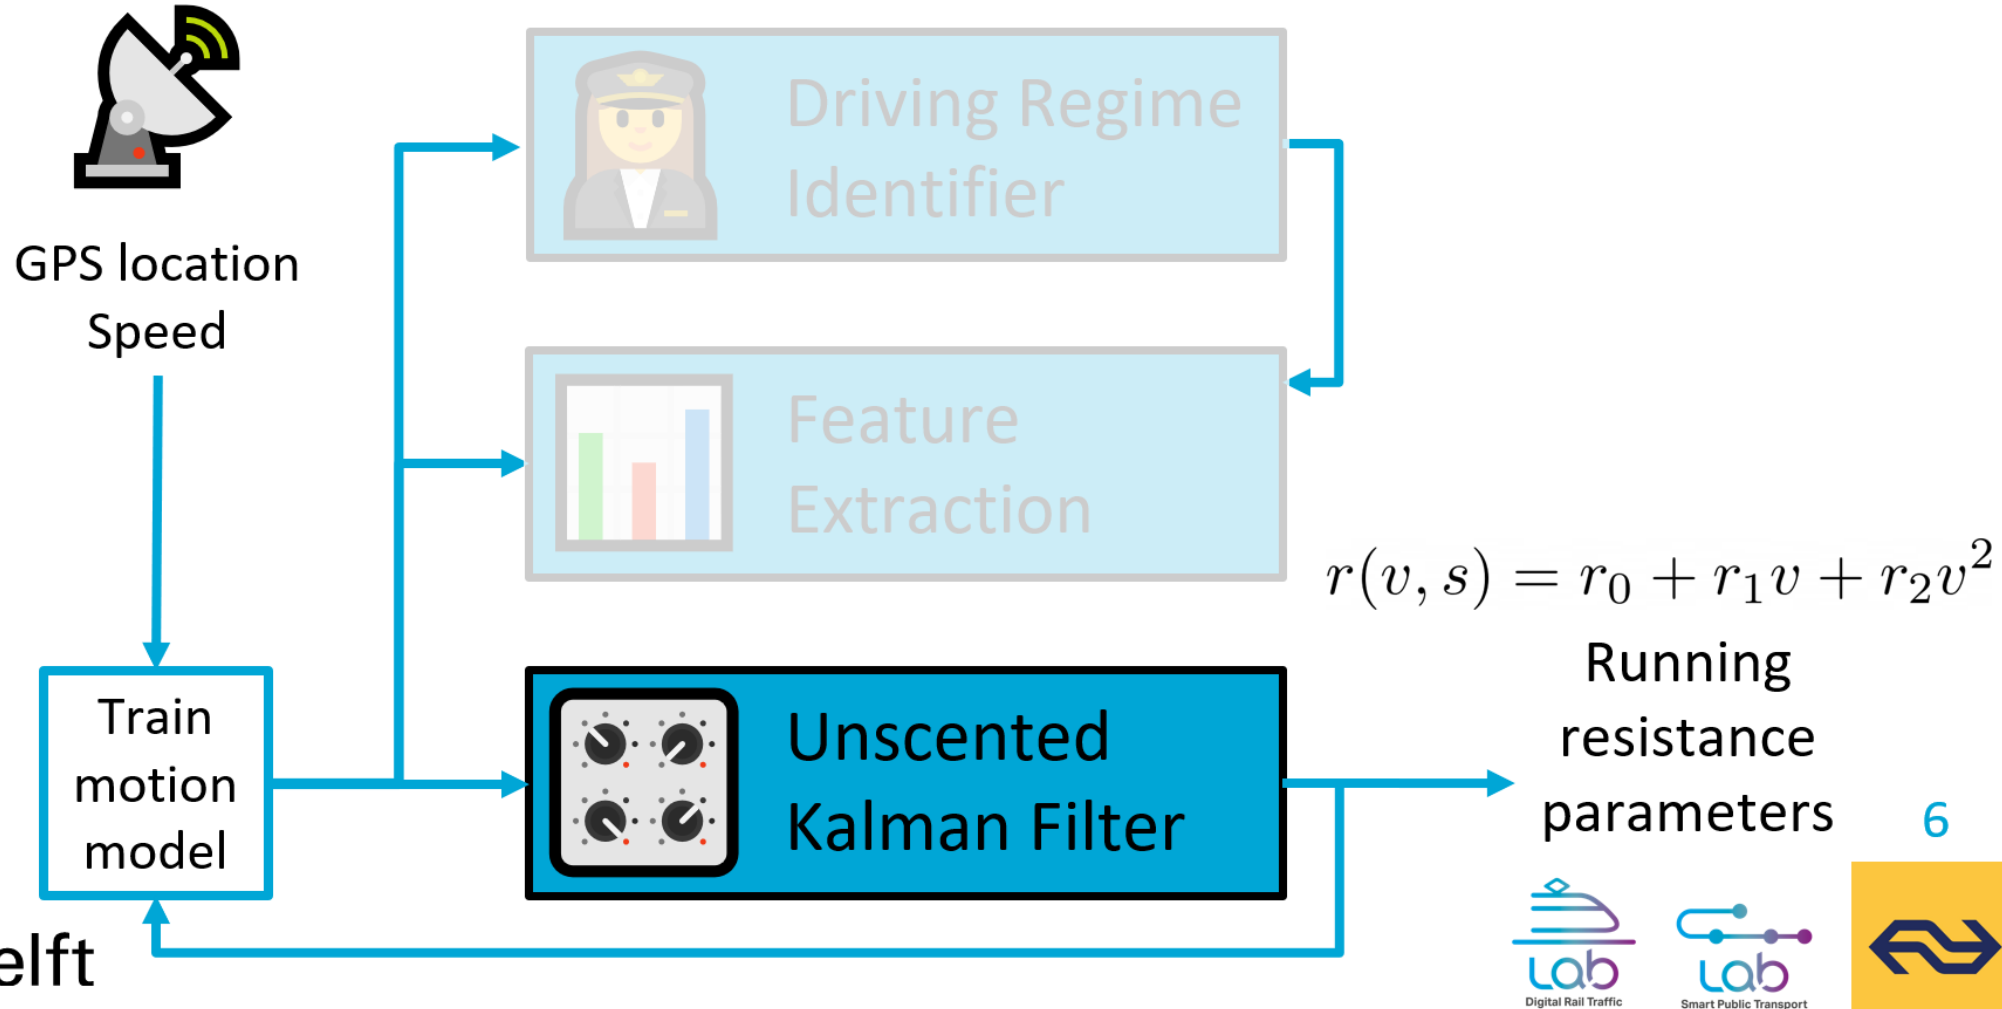 GPS location
Speed
Driving Regime
Identifier
Feature
Extraction
r(v, s) = r₀ + r₁v + r₂v²
Train
motion
model
Unscented
Kalman Filter
Running
resistance
parameters
6
elft
Lab
Digital Rail Traffic
Lab
Smart Public Transport